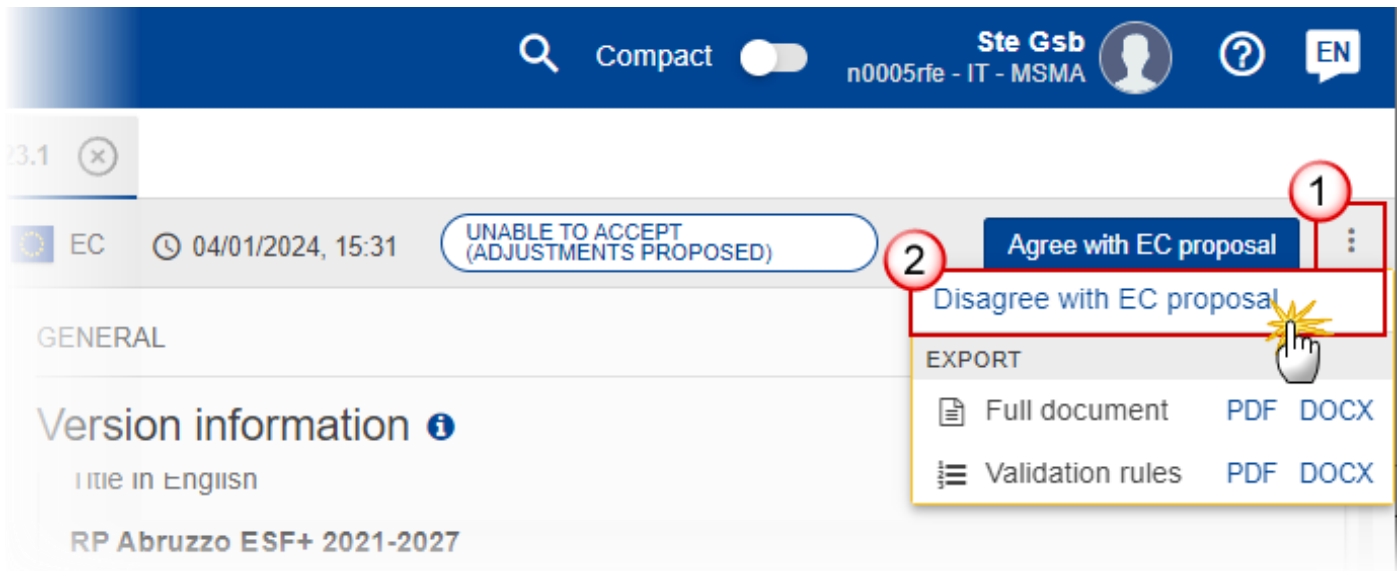 Compact
Ste Gsb
n0005rfe - IT - MSMA
EN
23.1
1
EC
04/01/2024, 15:31
UNABLE TO ACCEPT
(ADJUSTMENTS PROPOSED)
Agree with EC proposal
2
Disagree with EC proposal
GENERAL
EXPORT
Full document PDF DOCX
Version information
Validation rules PDF DOCX
Title in English
RP Abruzzo ESF+ 2021-2027